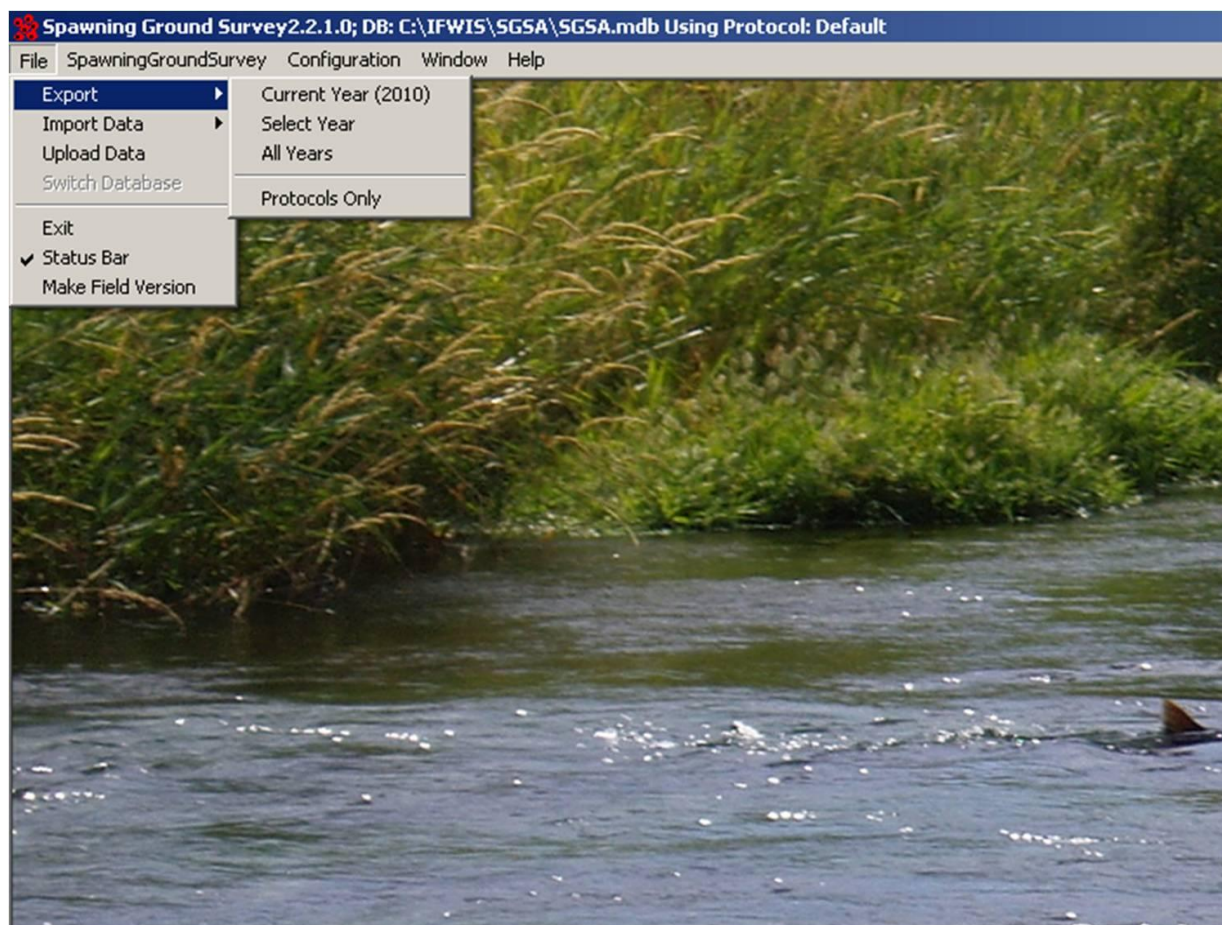 Spawning Ground Survey2.2.1.0; DB: C:\IFWIS\SGSA\SGSA.mdb Using Protocol: Default
File SpawningGroundSurvey Configuration Window Help
Export
Import Data
Upload Data
Switch Database
Exit
Status Bar
Make Field Version
Current Year (2010)
Select Year
All Years
Protocols Only